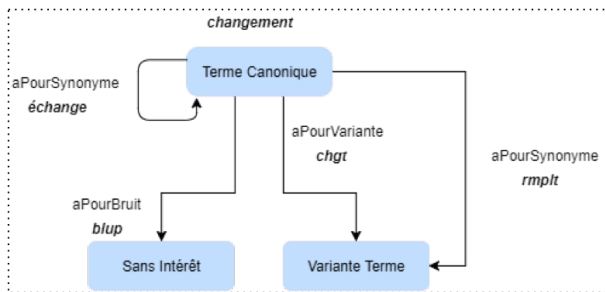 changement
Terme Canonique
aPourSynonyme
échange
aPourVariante
chgt
aPourSynonyme
rmplt
aPourBruit
blup
Sans Intérêt
Variante Terme